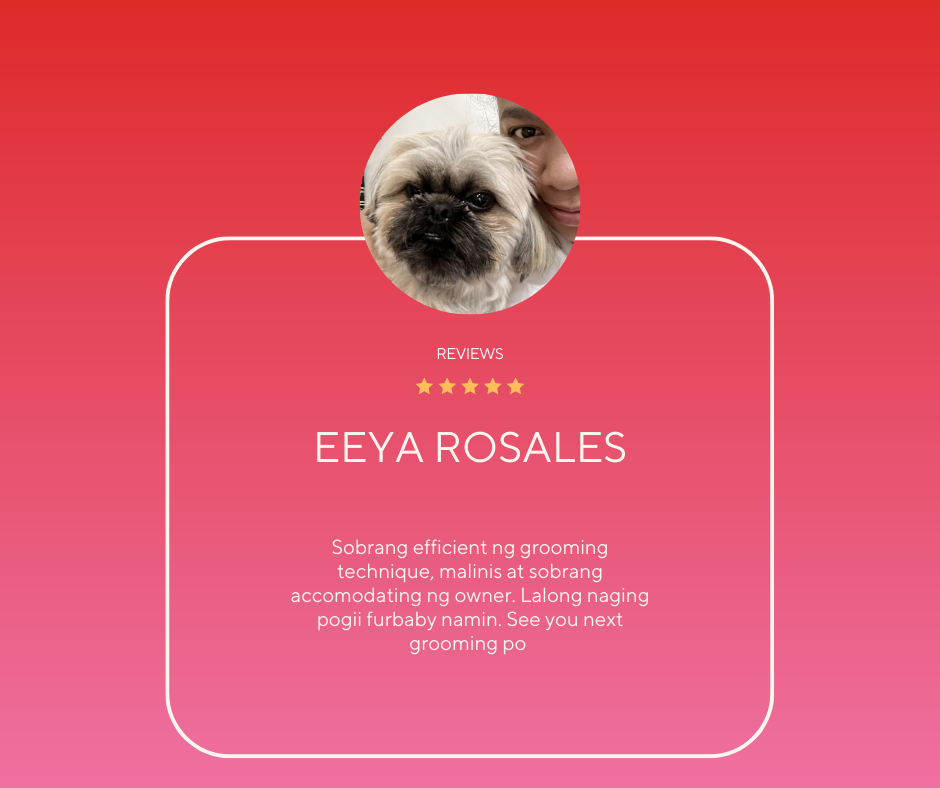 REVIEWS
EEYA ROSALES
Sobrang efficient ng grooming
technique, malinis at sobrang
accomodating ng owner. Lalong naging
pogii furbaby namin. See you next
grooming po